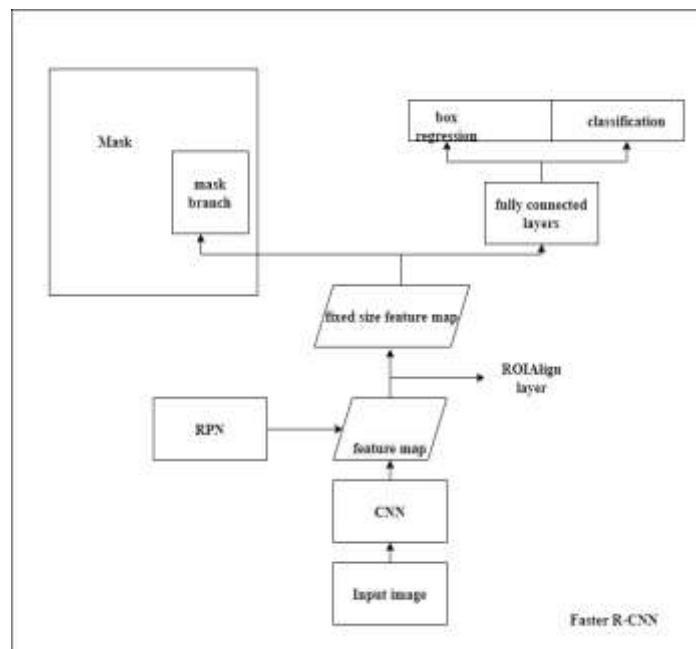 box
regression
classification
Mask
mask
branch
fully connected
layers
fixed size feature map
ROIAlign
layer
RPN
feature map
CNN
Input image
Faster R-CNN